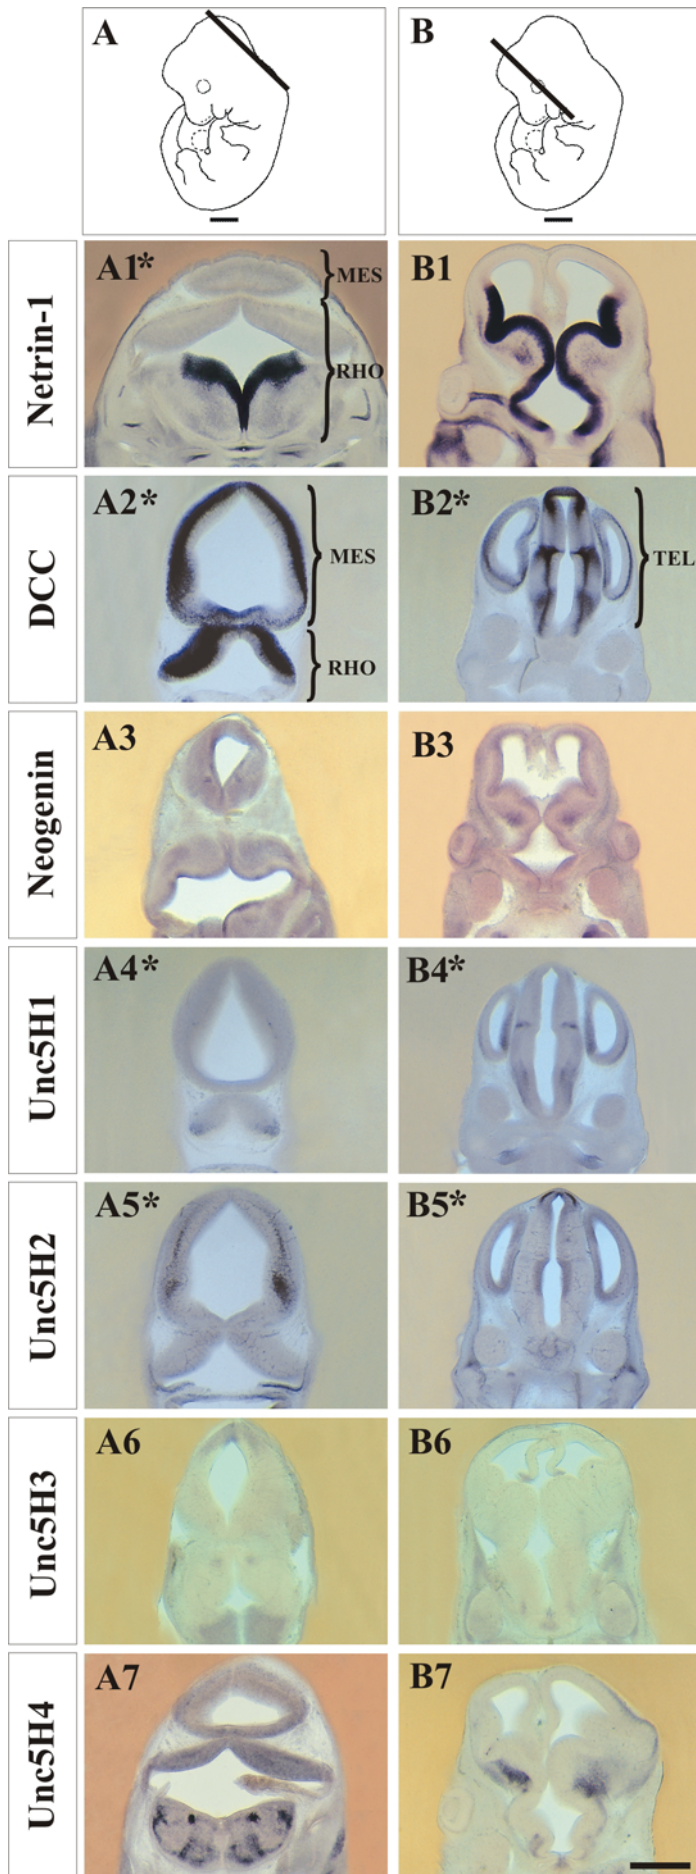 A
B
Netrin-1
A1*
MES
RHO
B1
DCC
A2*
MES
RHO
B2*
TEL
Neogenin
A3
B3
Unc5H1
A4*
B4*
Unc5H2
A5*
B5*
Unc5H3
A6
B6
Unc5H4
A7
B7